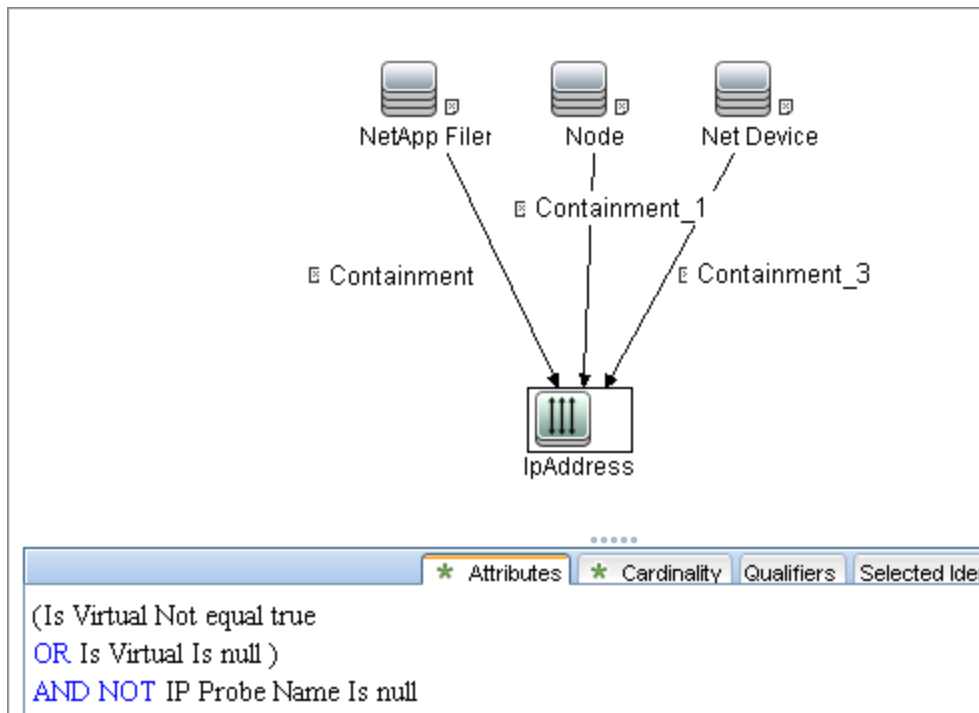 NetApp Filer
Node
Net Device
Containment_1
Containment
Containment_3
IpAddress
* Attributes
* Cardinality
Qualifiers
Selected Ide
(Is Virtual Not equal true
OR Is Virtual Is null )
AND NOT IP Probe Name Is null